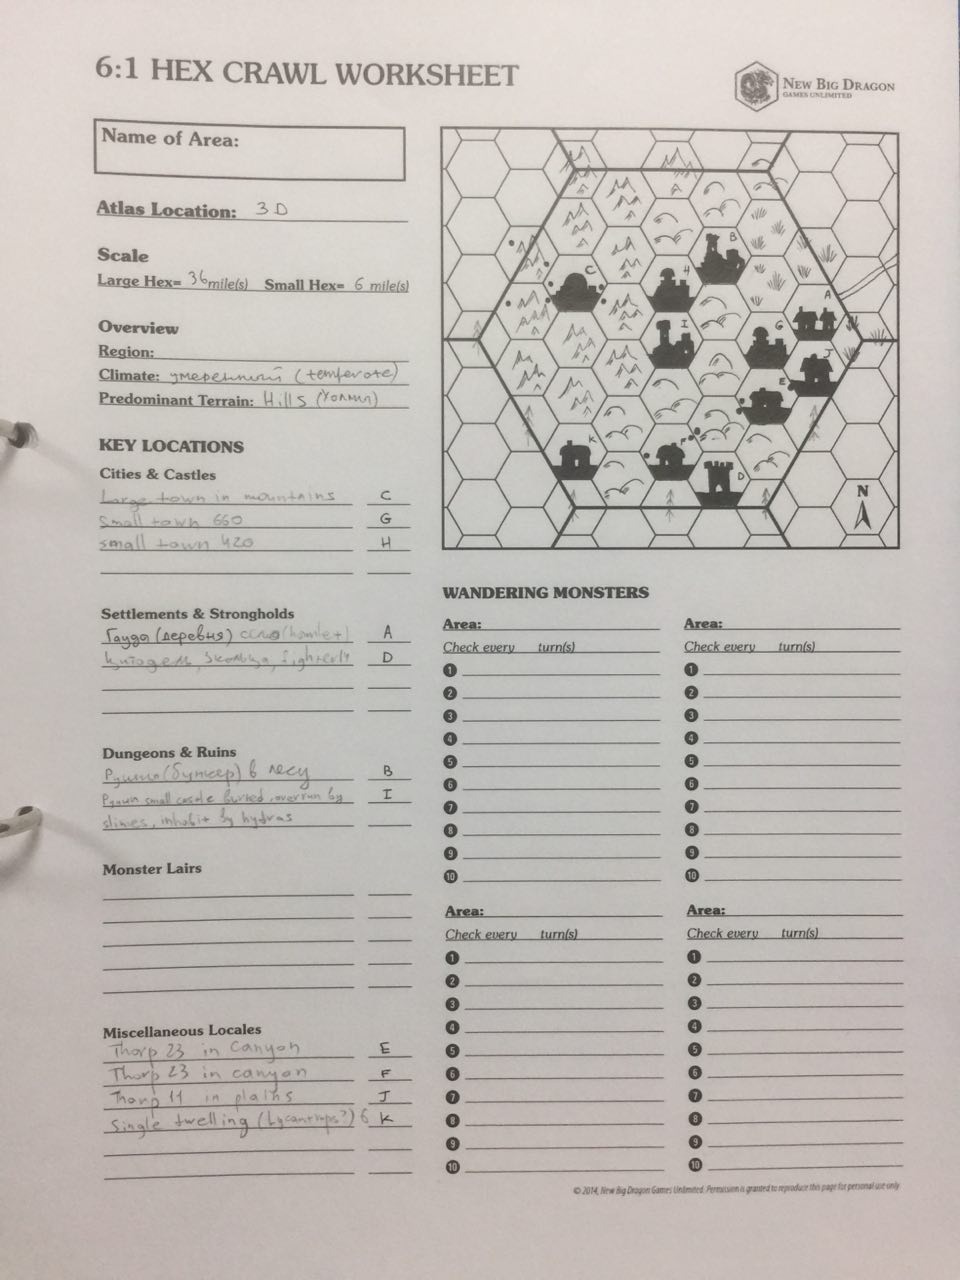 6:1 HEX CRAWL WORKSHEET
NEW BIG DRAGON
GAMES UNLIMITED
Name of Area:
Atlas Location: 3D
Scale
Large Hex= 36 mile(s) Small Hex= 6 mile(s)
Overview
Region:
Climate: умеренный (temperate)
Predominant Terrain: Hills (холмы)
KEY LOCATIONS
Cities & Castles
Large town in mountains C
Small town 660 G
small town 420 H
Settlements & Strongholds
Гауда (деревня) село (hamlet) A
D
Dungeons & Ruins
Руины (бункер) в лесу B
Руины small castle buried, overrun by I
slimes, inhabit by hydras
Monster Lairs
Miscellaneous Locales
Thorp 23 in Canyon E
Thorp 23 in canyon F
Thorp 11 in plains J
Single dwelling (Lycantrops?) 6 K
B
C
H
A
I
G
J
E
K
F
D
N
WANDERING MONSTERS
Area:
Check every turn(s)
1
2
3
4
5
6
7
8
9
10
Area:
Check every turn(s)
1
2
3
4
5
6
7
8
9
10
Area:
Check every turn(s)
1
2
3
4
5
6
7
8
9
10
Area:
Check every turn(s)
1
2
3
4
5
6
7
8
9
10
© 2014, New Big Dragon Games Unlimited. Permission is granted to reproduce this page for personal use only.